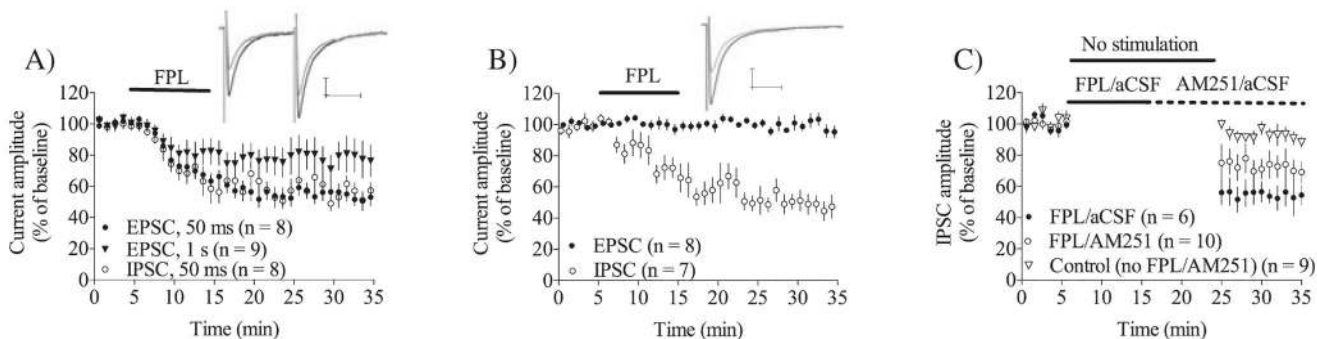 A)
FPL
Current amplitude
(% of baseline)
120
100
80
60
40
20
0
EPSC, 50 ms (n = 8)
EPSC, 1 s (n = 9)
IPSC, 50 ms (n = 8)
0 5 10 15 20 25 30 35
Time (min)
B)
FPL
Current amplitude
(% of baseline)
120
100
80
60
40
20
0
EPSC (n = 8)
IPSC (n = 7)
0 5 10 15 20 25 30 35
Time (min)
C)
No stimulation
FPL/aCSF AM251/aCSF
IPSC amplitude
(% of baseline)
120
100
80
60
40
20
0
FPL/aCSF (n = 6)
FPL/AM251 (n = 10)
Control (no FPL/AM251) (n = 9)
0 5 10 15 20 25 30 35
Time (min)